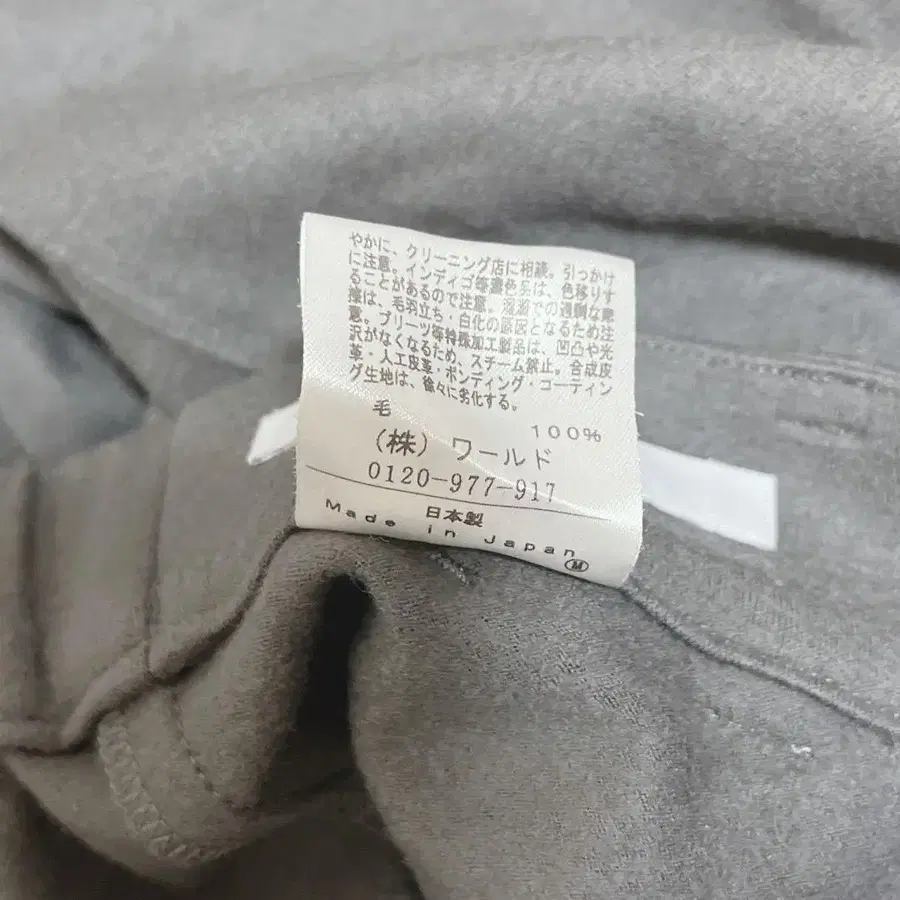 やかに、クリーニング店に相談。引っかけ
に注意。インディゴ等濃色品は、色移りす
ることがあるので注意。湿潤での過剰な摩
擦は、毛羽立ち・白化の原因となるため注
意。プリーツ等特殊加工製品は、凹凸や光
沢がなくなるため、スチーム禁止。合成皮
革・人工皮革・ボンディング・コーティン
グ生地は、徐々に劣化する。
毛 100%
(株) ワールド
0120-977-917
日本製
Made in Japan
M